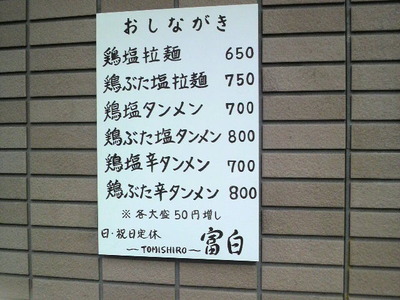 おしながき
鶏塩拉麺 650
鶏ぶた塩拉麺 750
鶏塩タンメン 700
鶏ぶた塩タンメン 800
鶏塩辛タンメン 700
鶏ぶた辛タンメン 800
※各大盛50円増し
日・祝日定休
―TOMISHIRO― 富白